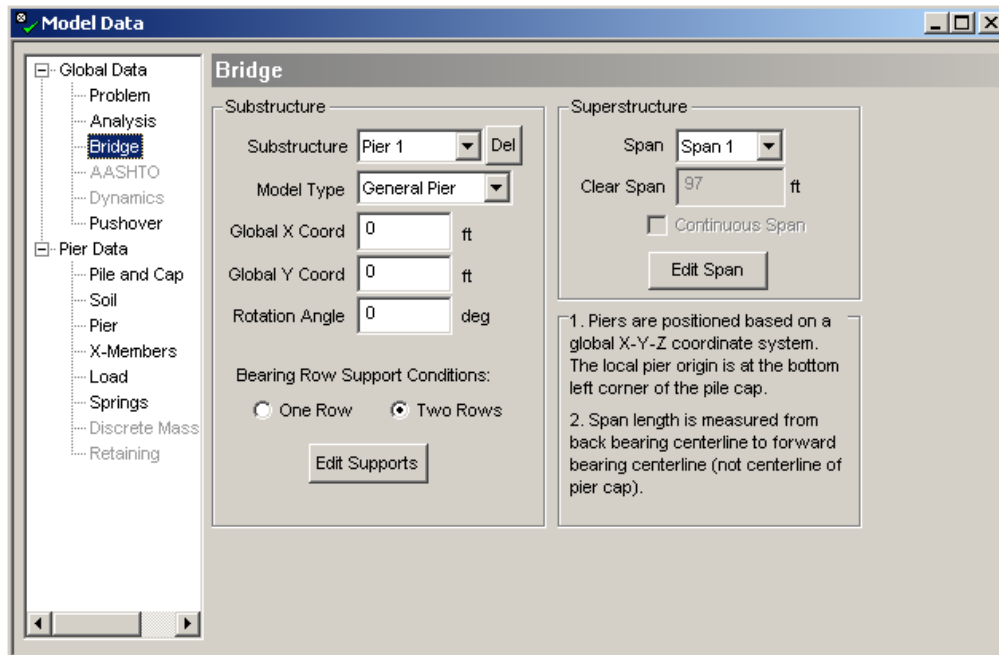 Model Data
Global Data
Problem
Analysis
Bridge
AASHTO
Dynamics
Pushover
Pier Data
Pile and Cap
Soil
Pier
X-Members
Load
Springs
Discrete Mass
Retaining
Bridge
Substructure
Substructure Pier 1 Del
Model Type General Pier
Global X Coord 0 ft
Global Y Coord 0 ft
Rotation Angle 0 deg
Bearing Row Support Conditions:
One Row Two Rows
Edit Supports
Superstructure
Span Span 1
Clear Span 97 ft
Continuous Span
Edit Span
1. Piers are positioned based on a
global X-Y-Z coordinate system.
The local pier origin is at the bottom
left corner of the pile cap.
2. Span length is measured from
back bearing centerline to forward
bearing centerline (not centerline of
pier cap).